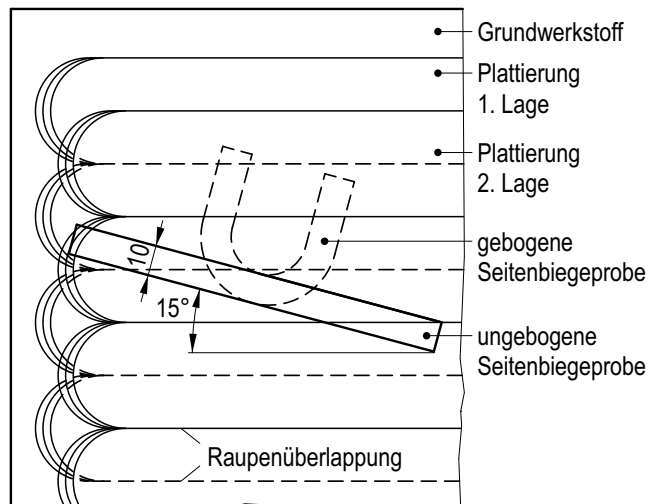 Grundwerkstoff
Plattierung
1. Lage
Plattierung
2. Lage
gebogene
Seitenbiegeprobe
10
15°
ungebogene
Seitenbiegeprobe
Raupenüberlappung